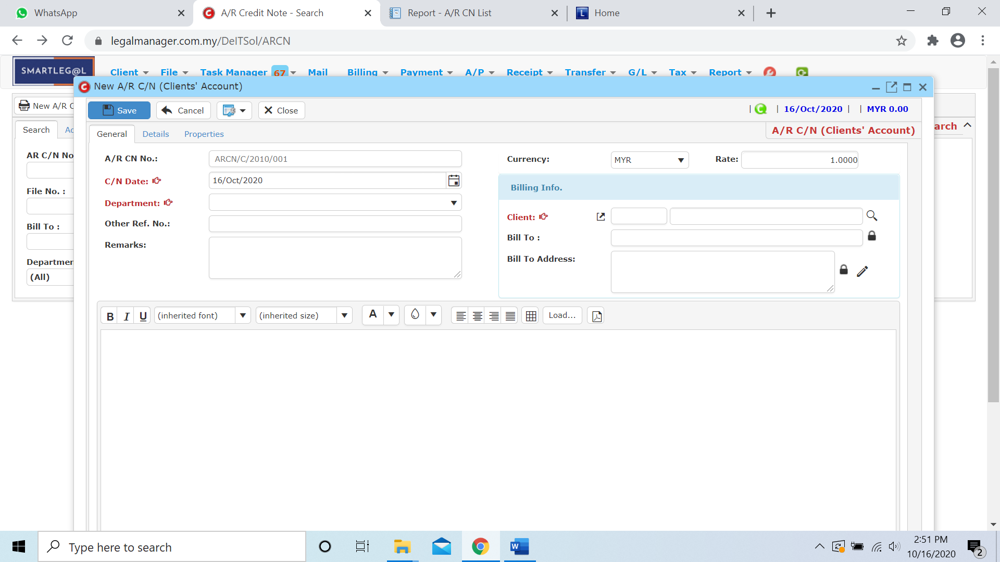 WhatsApp
A/R Credit Note - Search
Report - A/R CN List
Home
legalmanager.com.my/DeITSol/ARCN
SMARTLEG@L
Client File Task Manager 67 Mail Billing Payment A/P Receipt Transfer G/L Tax Report
New A/R C/N (Clients' Account)
New A/R C
Save Cancel Close
| | 16/Oct/2020 | | MYR 0.00
Search Ac
General Details Properties
A/R C/N (Clients' Account)
arch
AR C/N No
A/R CN No.: ARCN/C/2010/001
Currency: MYR Rate: 1.0000
C/N Date: 16/Oct/2020
Billing Info.
File No. :
Department:
Client:
Other Ref. No.:
Bill To :
Bill To :
Remarks:
Bill To Address:
Departmen
(All)
B I U (inherited font) (inherited size) A Load...
Type here to search
W
2:51 PM
10/16/2020
2